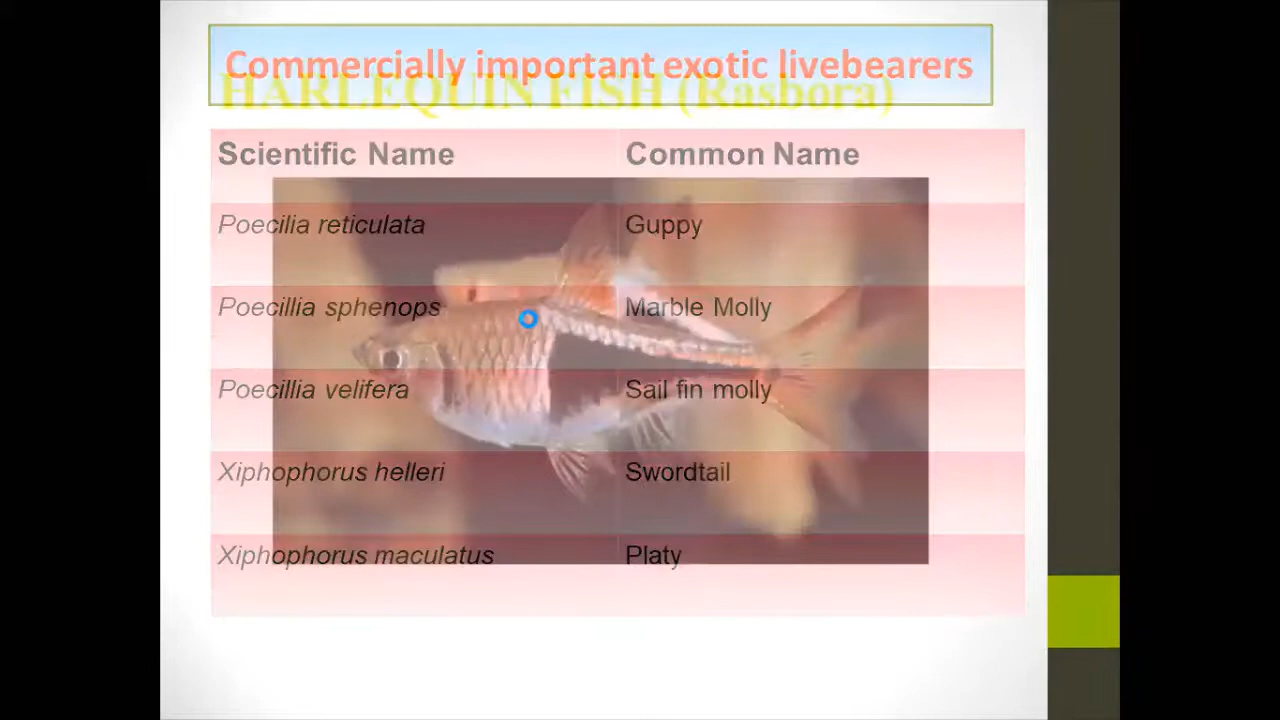 Commercially important exotic livebearers
HARLEQUIN FISH (Rasbora)
Scientific Name Common Name
Poecilia reticulata Guppy
Poecillia sphenops Marble Molly
Poecillia velifera Sail fin molly
Xiphophorus helleri Swordtail
Xiphophorus maculatus Platy